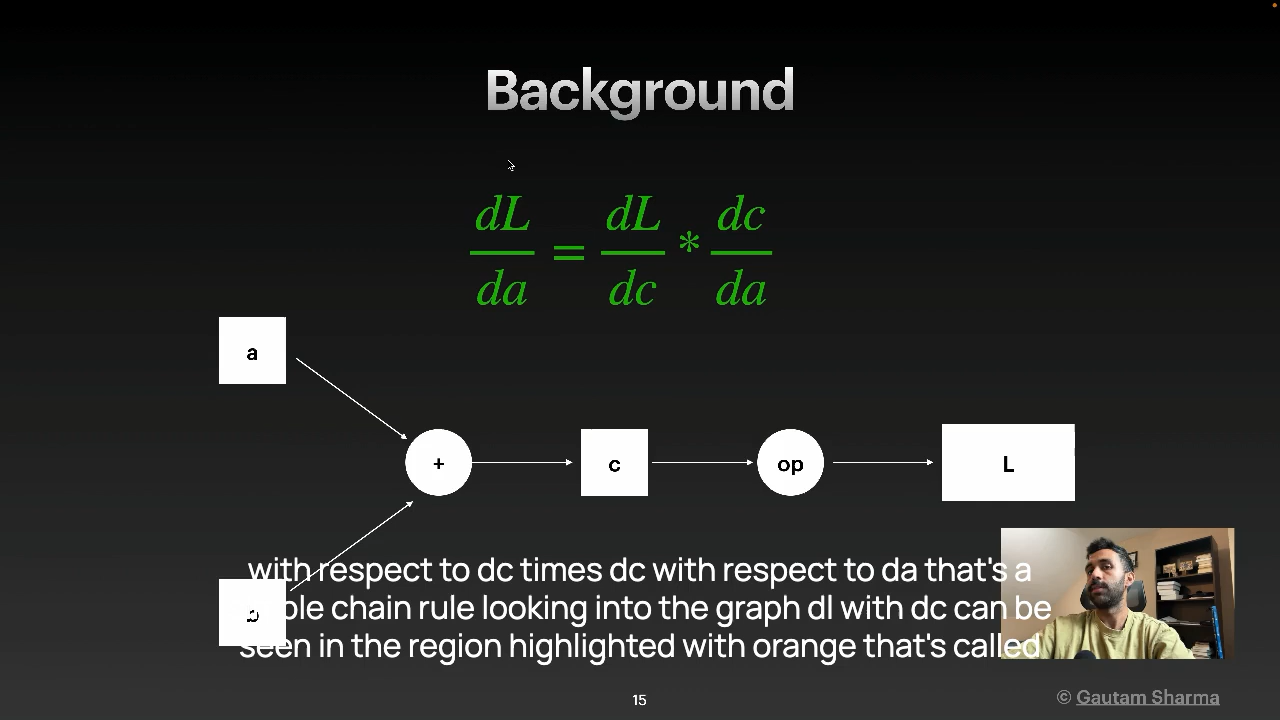 Background
dL/da = dL/dc * dc/da
a
+
c
op
L
b
with respect to dc times dc with respect to da that's a
whole chain rule looking into the graph dl with dc can be
seen in the region highlighted with orange that's called
15
© Gautam Sharma